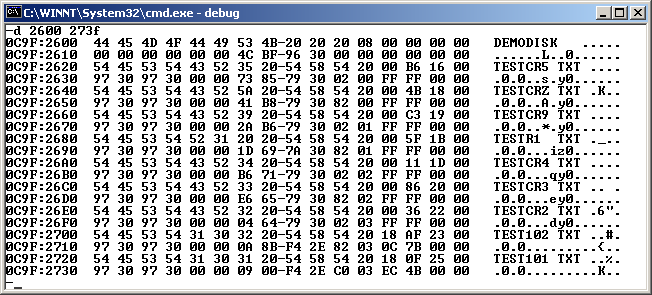 C:\WINNT\System32\cmd.exe - debug
-d 2600 273f
0C9F:2600  44 45 4D 4F 44 49 53 4B-20 20 20 08 00 00 00 00   DEMODISK   .....
0C9F:2610  00 00 00 00 00 00 4C BF-96 30 00 00 00 00 00 00   ......L..0......
0C9F:2620  54 45 53 54 43 52 35 20-54 58 54 20 00 B6 16 00   TESTCR5 TXT ....
0C9F:2630  97 30 97 30 00 00 73 85-79 30 02 00 FF FF 00 00   .0.0..s.y0......
0C9F:2640  54 45 53 54 43 52 5A 20-54 58 54 20 00 4B 18 00   TESTCRZ TXT .K..
0C9F:2650  97 30 97 30 00 00 41 B8-79 30 82 00 FF FF 00 00   .0.0..A.y0......
0C9F:2660  54 45 53 54 43 52 39 20-54 58 54 20 00 C3 19 00   TESTCR9 TXT ....
0C9F:2670  97 30 97 30 00 00 2A B6-79 30 02 01 FF FF 00 00   .0.0..*.y0......
0C9F:2680  54 45 53 54 52 31 20 20-54 58 54 20 00 5F 1B 00   TESTR1  TXT ._..
0C9F:2690  97 30 97 30 00 00 1D 69-7A 30 82 01 FF FF 00 00   .0.0...iz0......
0C9F:26A0  54 45 53 54 43 52 34 20-54 58 54 20 00 11 1D 00   TESTCR4 TXT ....
0C9F:26B0  97 30 97 30 00 00 B6 71-79 30 02 02 FF FF 00 00   .0.0...qy0......
0C9F:26C0  54 45 53 54 43 52 33 20-54 58 54 20 00 86 20 00   TESTCR3 TXT .. .
0C9F:26D0  97 30 97 30 00 00 E6 65-79 30 82 02 FF FF 00 00   .0.0...ey0......
0C9F:26E0  54 45 53 54 43 52 32 20-54 58 54 20 00 36 22 00   TESTCR2 TXT .6".
0C9F:26F0  97 30 97 30 00 00 04 64-79 30 02 03 FF FF 00 00   .0.0...dy0......
0C9F:2700  54 45 53 54 31 30 32 20-54 58 54 20 18 AF 23 00   TEST102 TXT ..#.
0C9F:2710  97 30 97 30 00 00 0A 8B-F4 2E 82 03 0C 7B 00 00   .0.0.........{..
0C9F:2720  54 45 53 54 31 30 31 20-54 58 54 20 18 0F 25 00   TEST101 TXT ..%.
0C9F:2730  97 30 97 30 00 00 09 00-F4 2E C0 03 EC 4B 00 00   .0.0.........K..
-_